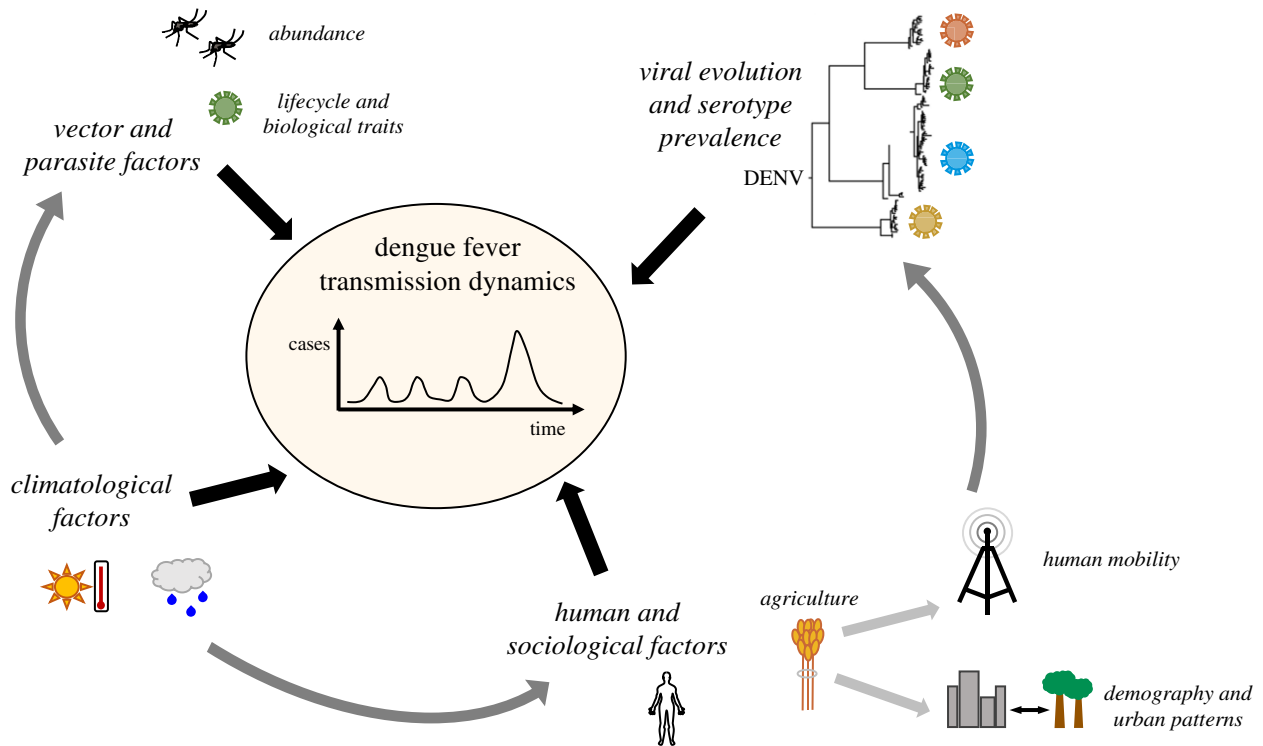 abundance
lifecycle and
biological traits
vector and
parasite factors
viral evolution
and serotype
prevalence
DENV
dengue fever
transmission dynamics
cases
time
climatological
factors
human and
sociological factors
agriculture
human mobility
demography and
urban patterns